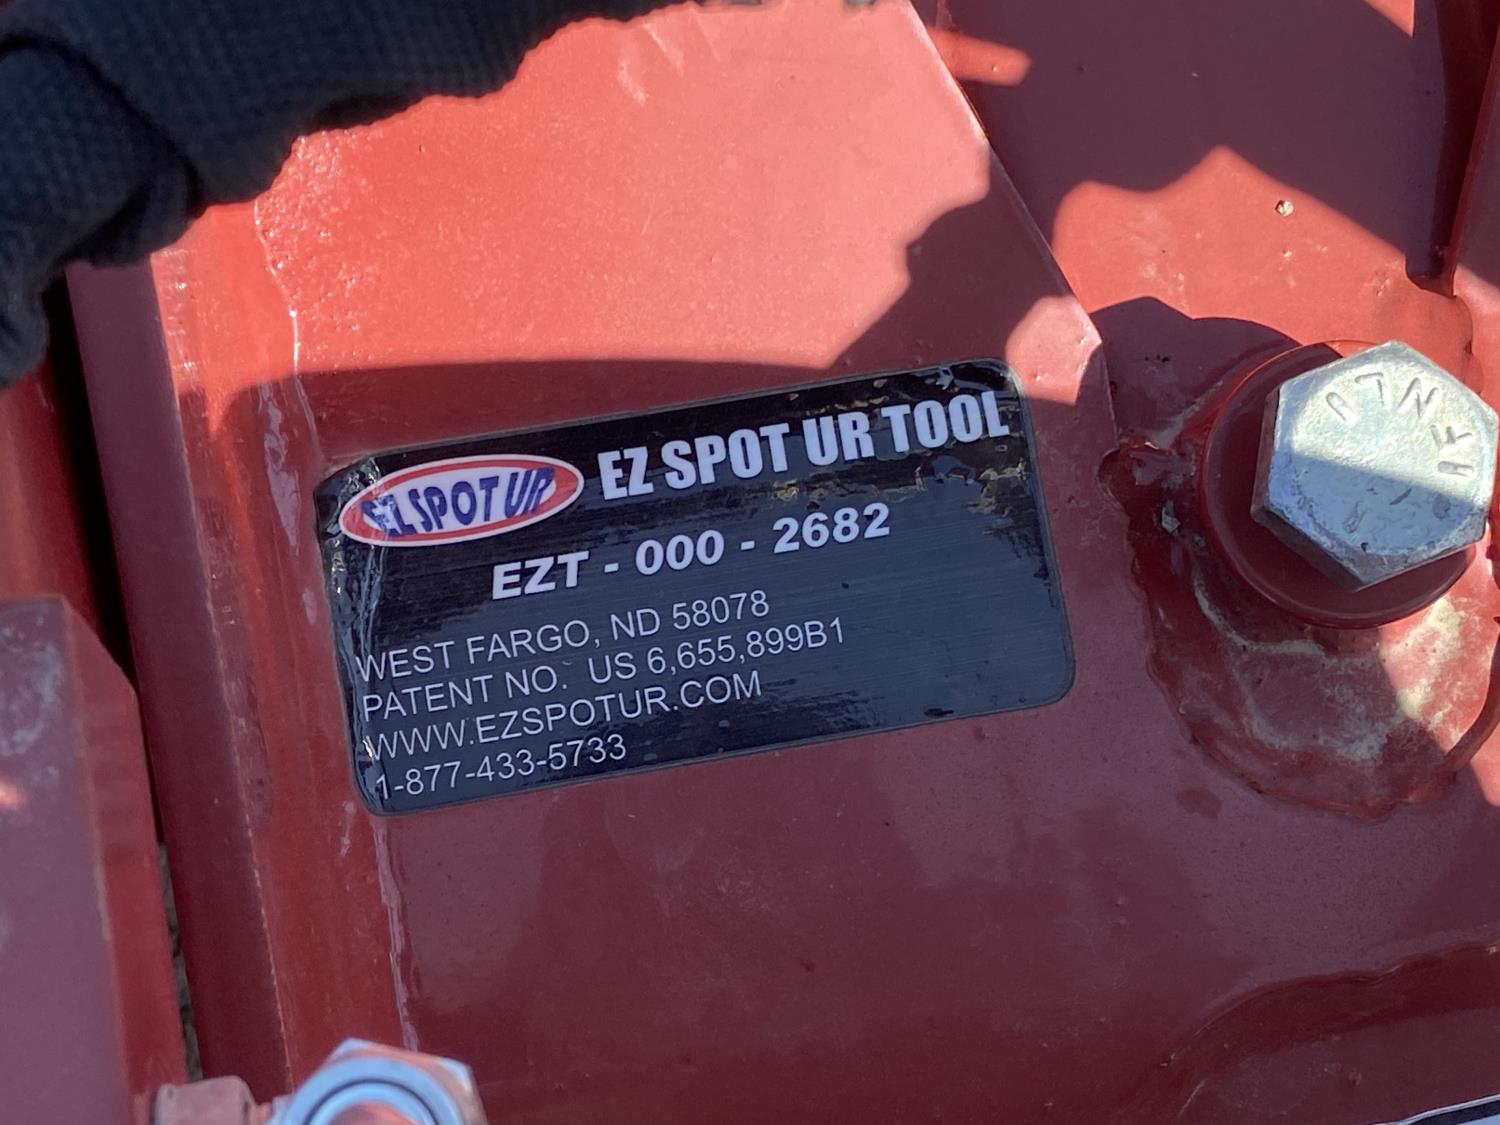 EZ SPOT UR EZ SPOT UR TOOL
EZT - 000 - 2682
WEST FARGO, ND 58078
PATENT NO. US 6,655,899B1
WWW.EZSPOTUR.COM
1-877-433-5733